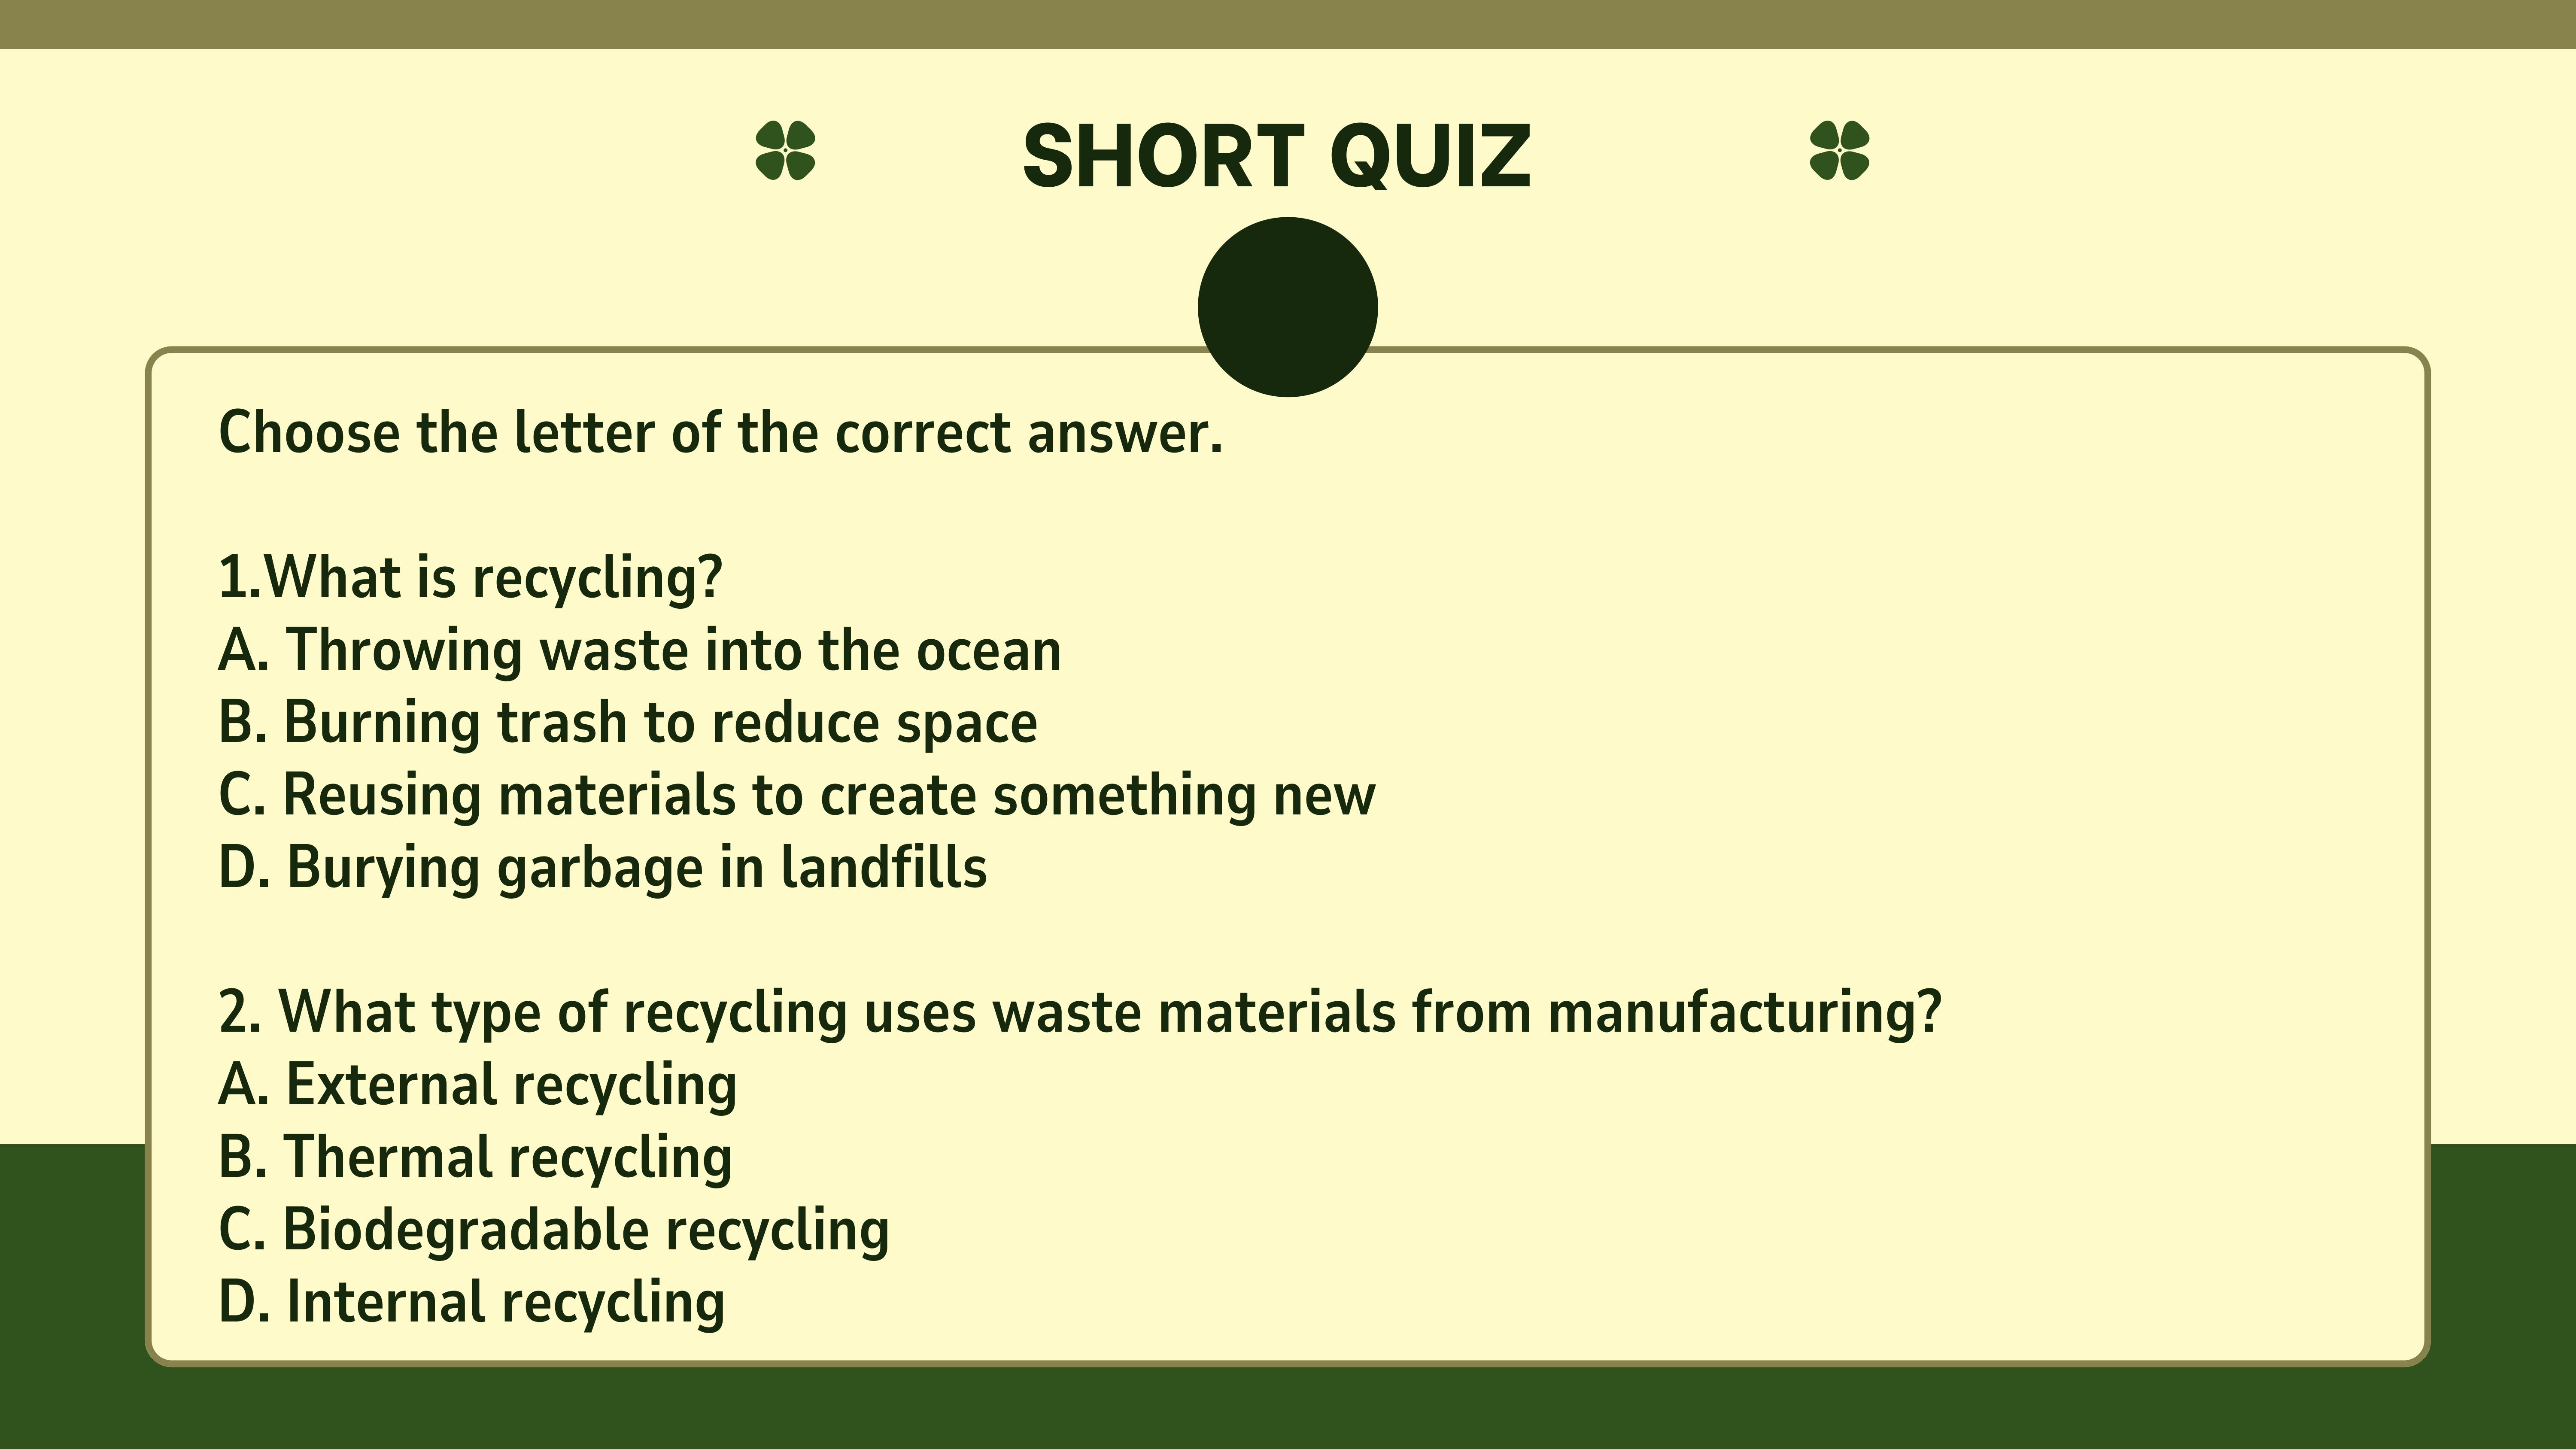 SHORT QUIZ
Choose the letter of the correct answer.
1.What is recycling?
A. Throwing waste into the ocean
B. Burning trash to reduce space
C. Reusing materials to create something new
D. Burying garbage in landfills
2. What type of recycling uses waste materials from manufacturing?
A. External recycling
B. Thermal recycling
C. Biodegradable recycling
D. Internal recycling